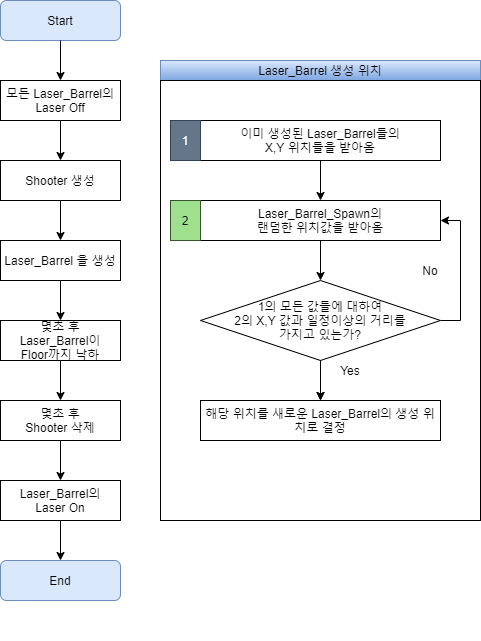 Start
모든 Laser_Barrel의
Laser Off
Shooter 생성
Laser_Barrel 을 생성
몇초 후
Laser_Barrel이
Floor까지 낙하
몇초 후
Shooter 삭제
Laser_Barrel의
Laser On
End
Laser_Barrel 생성 위치
1
이미 생성된 Laser_Barrel들의
X,Y 위치들을 받아옴
2
Laser_Barrel_Spawn의
랜덤한 위치값을 받아옴
No
1의 모든 값들에 대하여
2의 X,Y 값과 일정이상의 거리를
가지고 있는가?
Yes
해당 위치를 새로운 Laser_Barrel의 생성 위
치로 결정